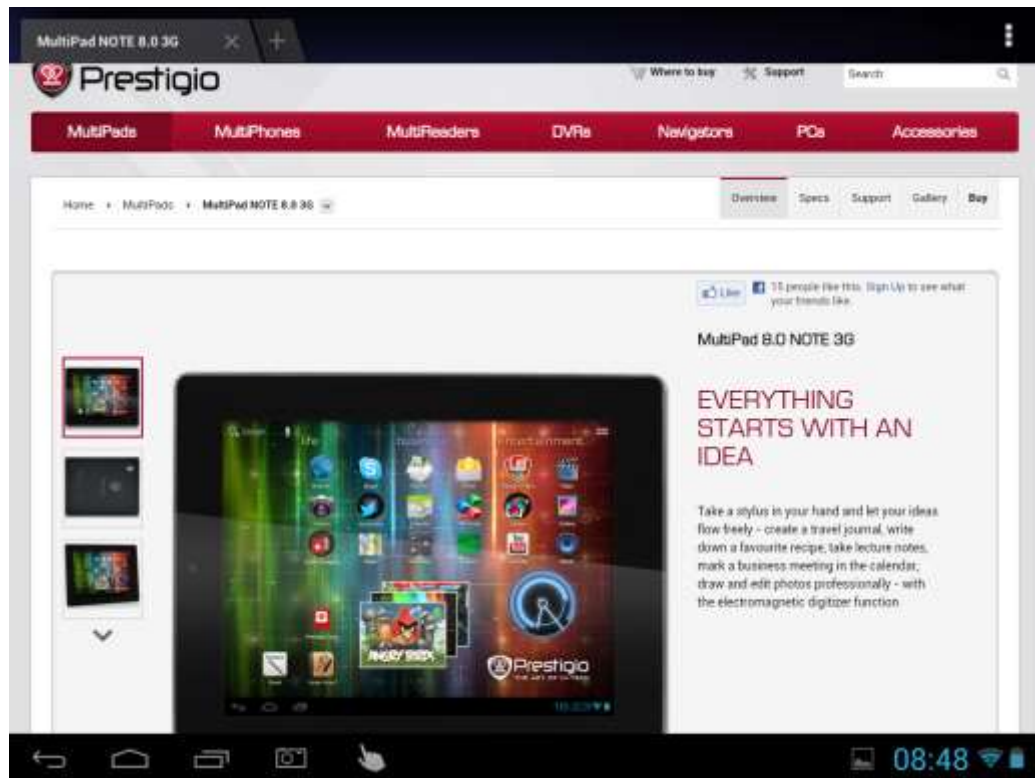 MultiPad NOTE 8.0 3G
Prestigio
Where to buy
Support
Search
MultiPads
MultiPhones
MultiReaders
DVRs
Navigators
PCs
Accessories
Home
MultiPads
MultiPad NOTE 8.0 3G
Overview
Specs
Support
Gallery
Buy
Like
15 people like this. Sign Up to see what
your friends like.
MultiPad 8.0 NOTE 3G
EVERYTHING
STARTS WITH AN
IDEA
Take a stylus in your hand and let your ideas
flow freely - create a travel journal, write
down a favourite recipe, take lecture notes,
mark a business meeting in the calendar,
draw and edit photos professionally - with
the electromagnetic digitizer function
life
business
entertainment
You Tube
ANGRY BIRDS
Prestigio
08:48